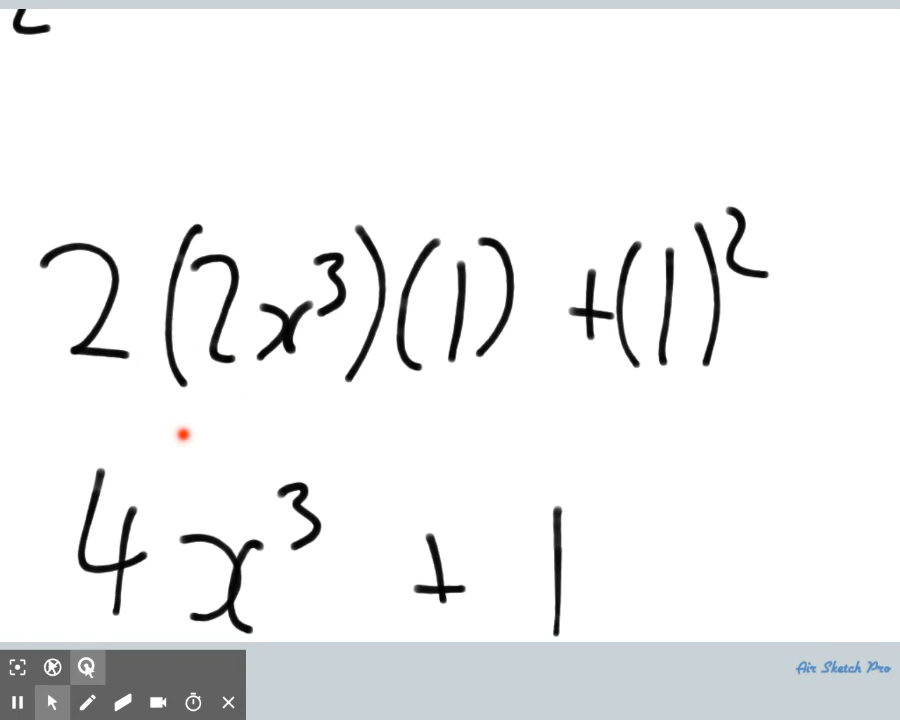 2(2x³)(1) +(1)²
4x³ + 1
Air Sketch Pro